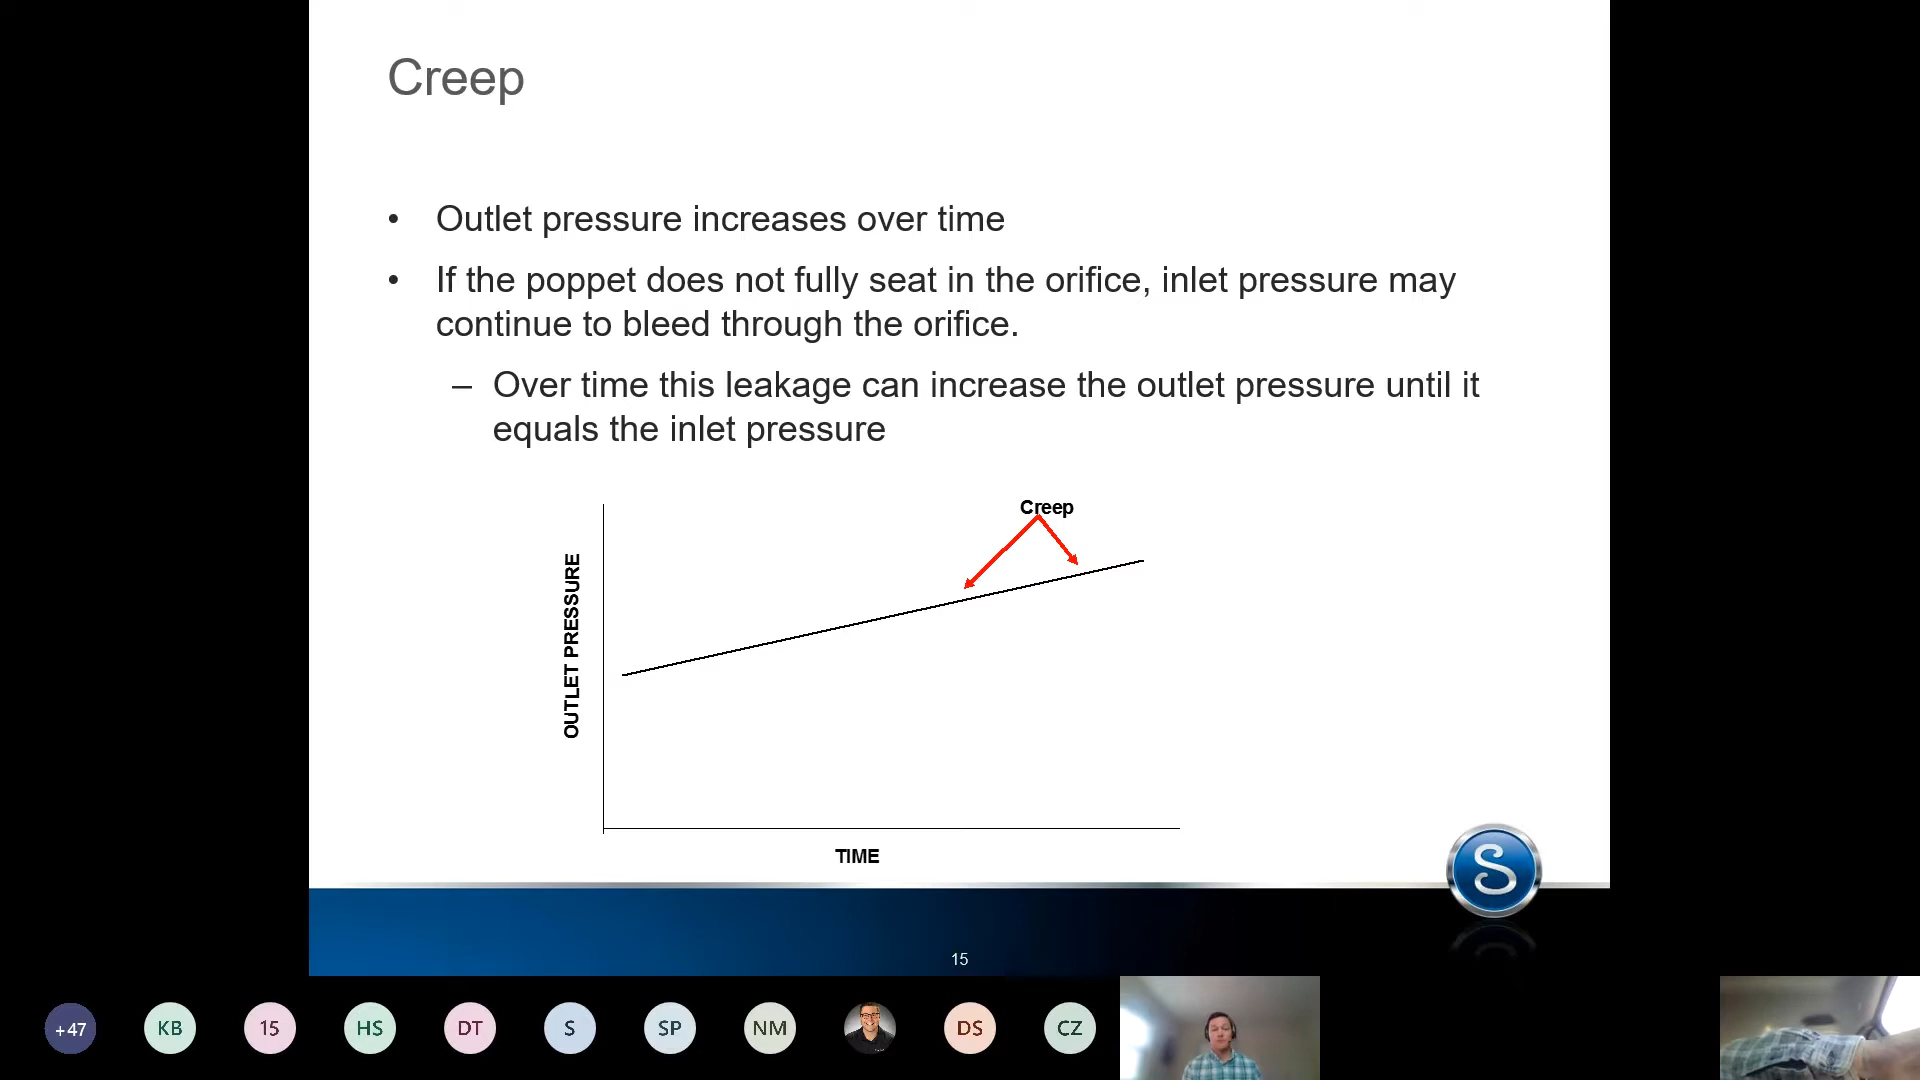 Creep
• Outlet pressure increases over time
• If the poppet does not fully seat in the orifice, inlet pressure may
continue to bleed through the orifice.
– Over time this leakage can increase the outlet pressure until it
equals the inlet pressure
Creep
OUTLET PRESSURE
TIME
S
15
+47
KB
15
HS
DT
S
SP
NM
DS
CZ